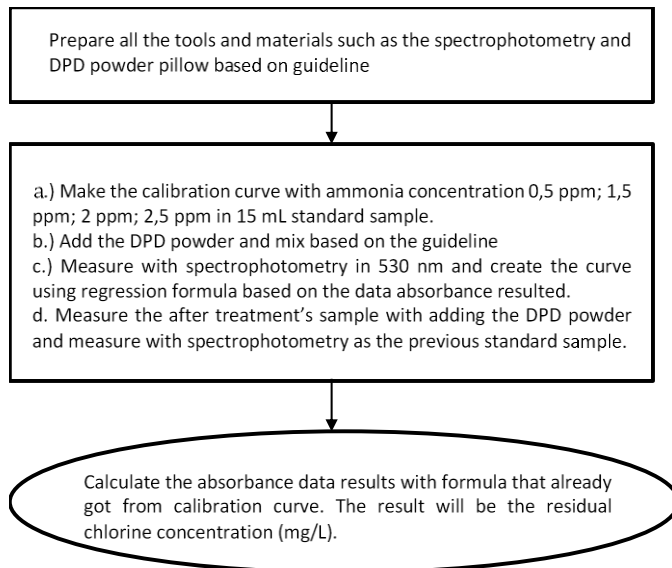 Prepare all the tools and materials such as the spectrophotometry and
DPD powder pillow based on guideline
a.) Make the calibration curve with ammonia concentration 0,5 ppm; 1,5
ppm; 2 ppm; 2,5 ppm in 15 mL standard sample.
b.) Add the DPD powder and mix based on the guideline
c.) Measure with spectrophotometry in 530 nm and create the curve
using regression formula based on the data absorbance resulted.
d. Measure the after treatment’s sample with adding the DPD powder
and measure with spectrophotometry as the previous standard sample.
Calculate the absorbance data results with formula that already
got from calibration curve. The result will be the residual
chlorine concentration (mg/L).